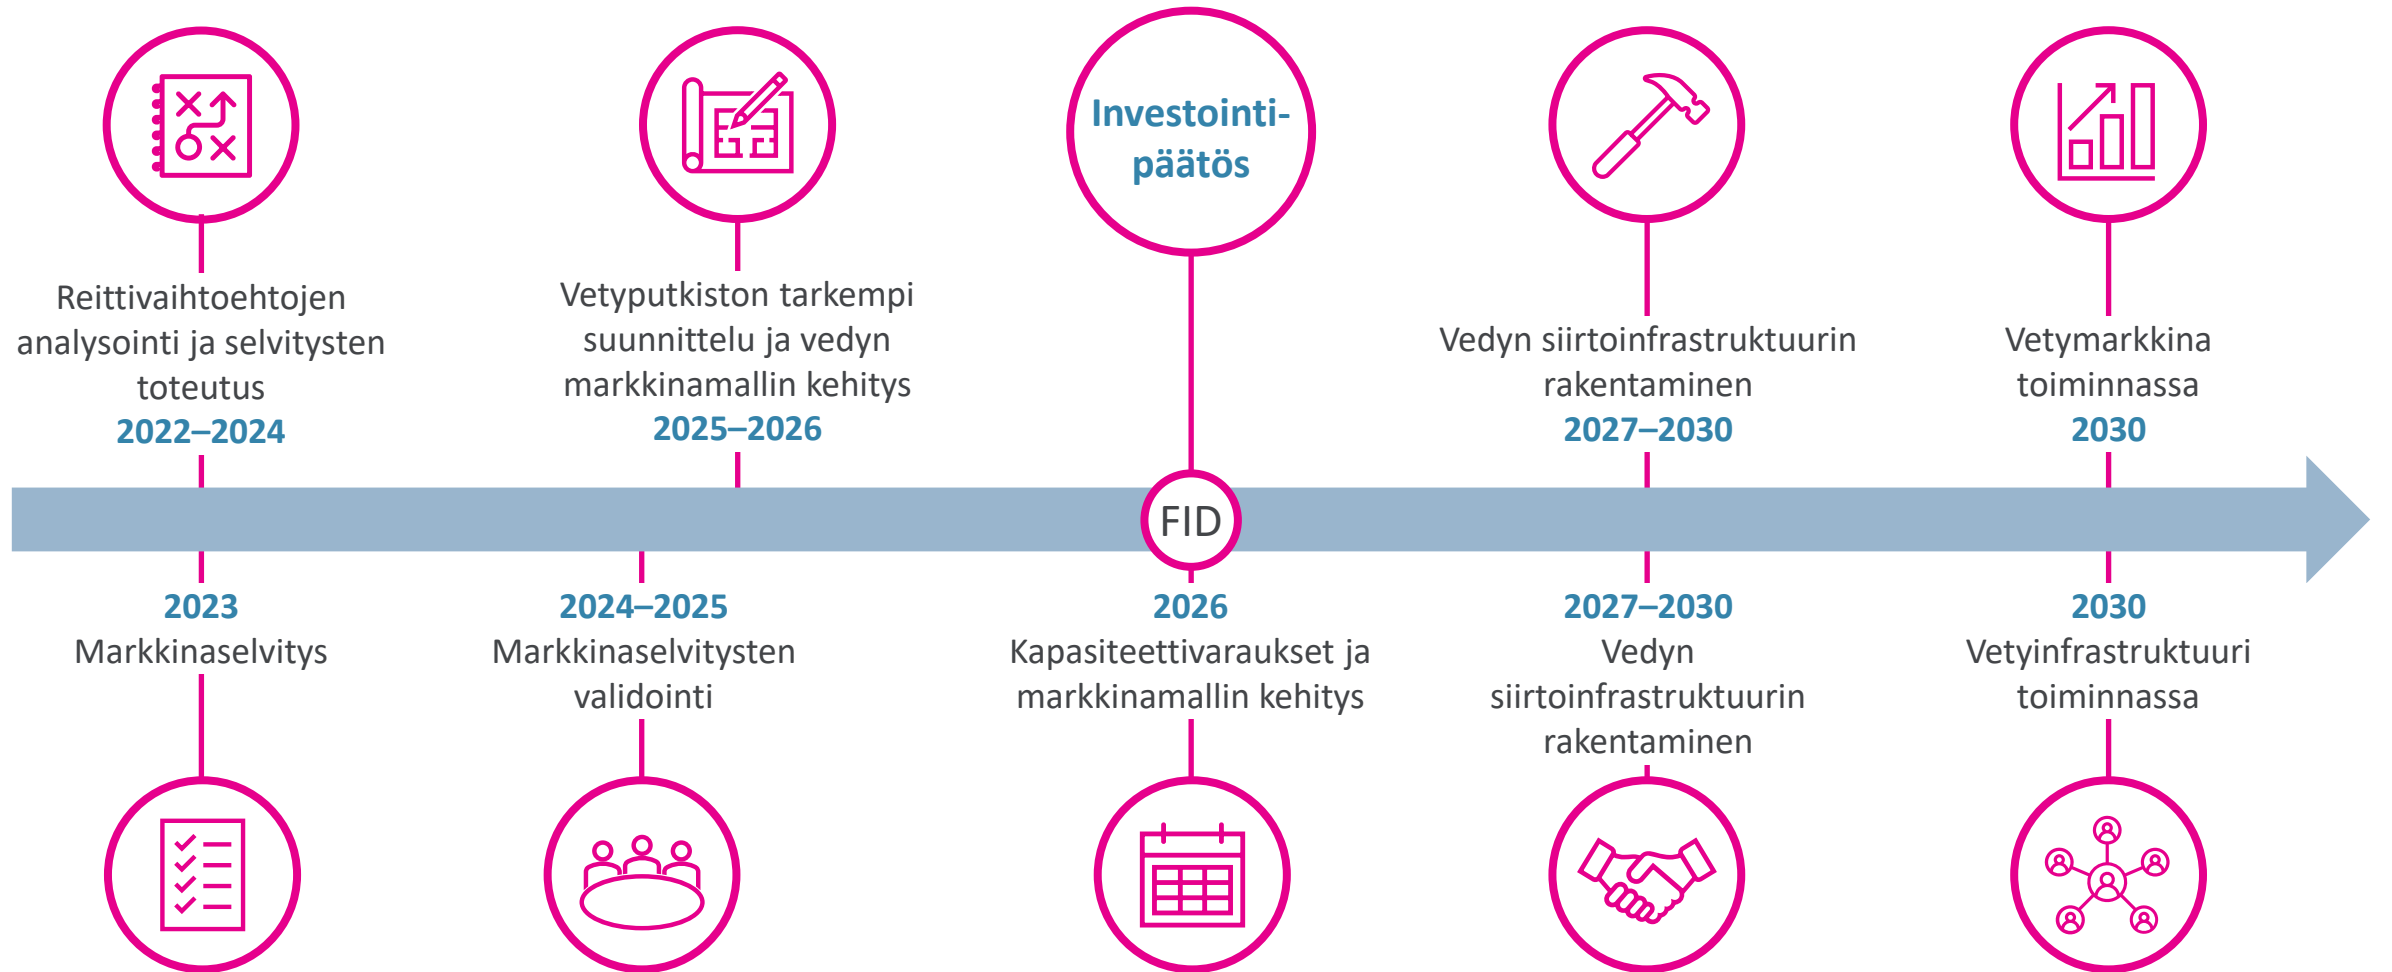 Reittivaihtoehtojen
analysointi ja selvitysten
toteutus
2022–2024
Vetyputkiston tarkempi
suunnittelu ja vedyn
markkinamallin kehitys
2025–2026
Investointi-
päätös
Vedyn siirtoinfrastruktuurin
rakentaminen
2027–2030
Vetymarkkina
toiminnassa
2030
FID
2023
Markkinaselvitys
2024–2025
Markkinaselvitysten
validointi
2026
Kapasiteettivaraukset ja
markkinamallin kehitys
2027–2030
Vedyn
siirtoinfrastruktuurin
rakentaminen
2030
Vetyinfrastruktuuri
toiminnassa